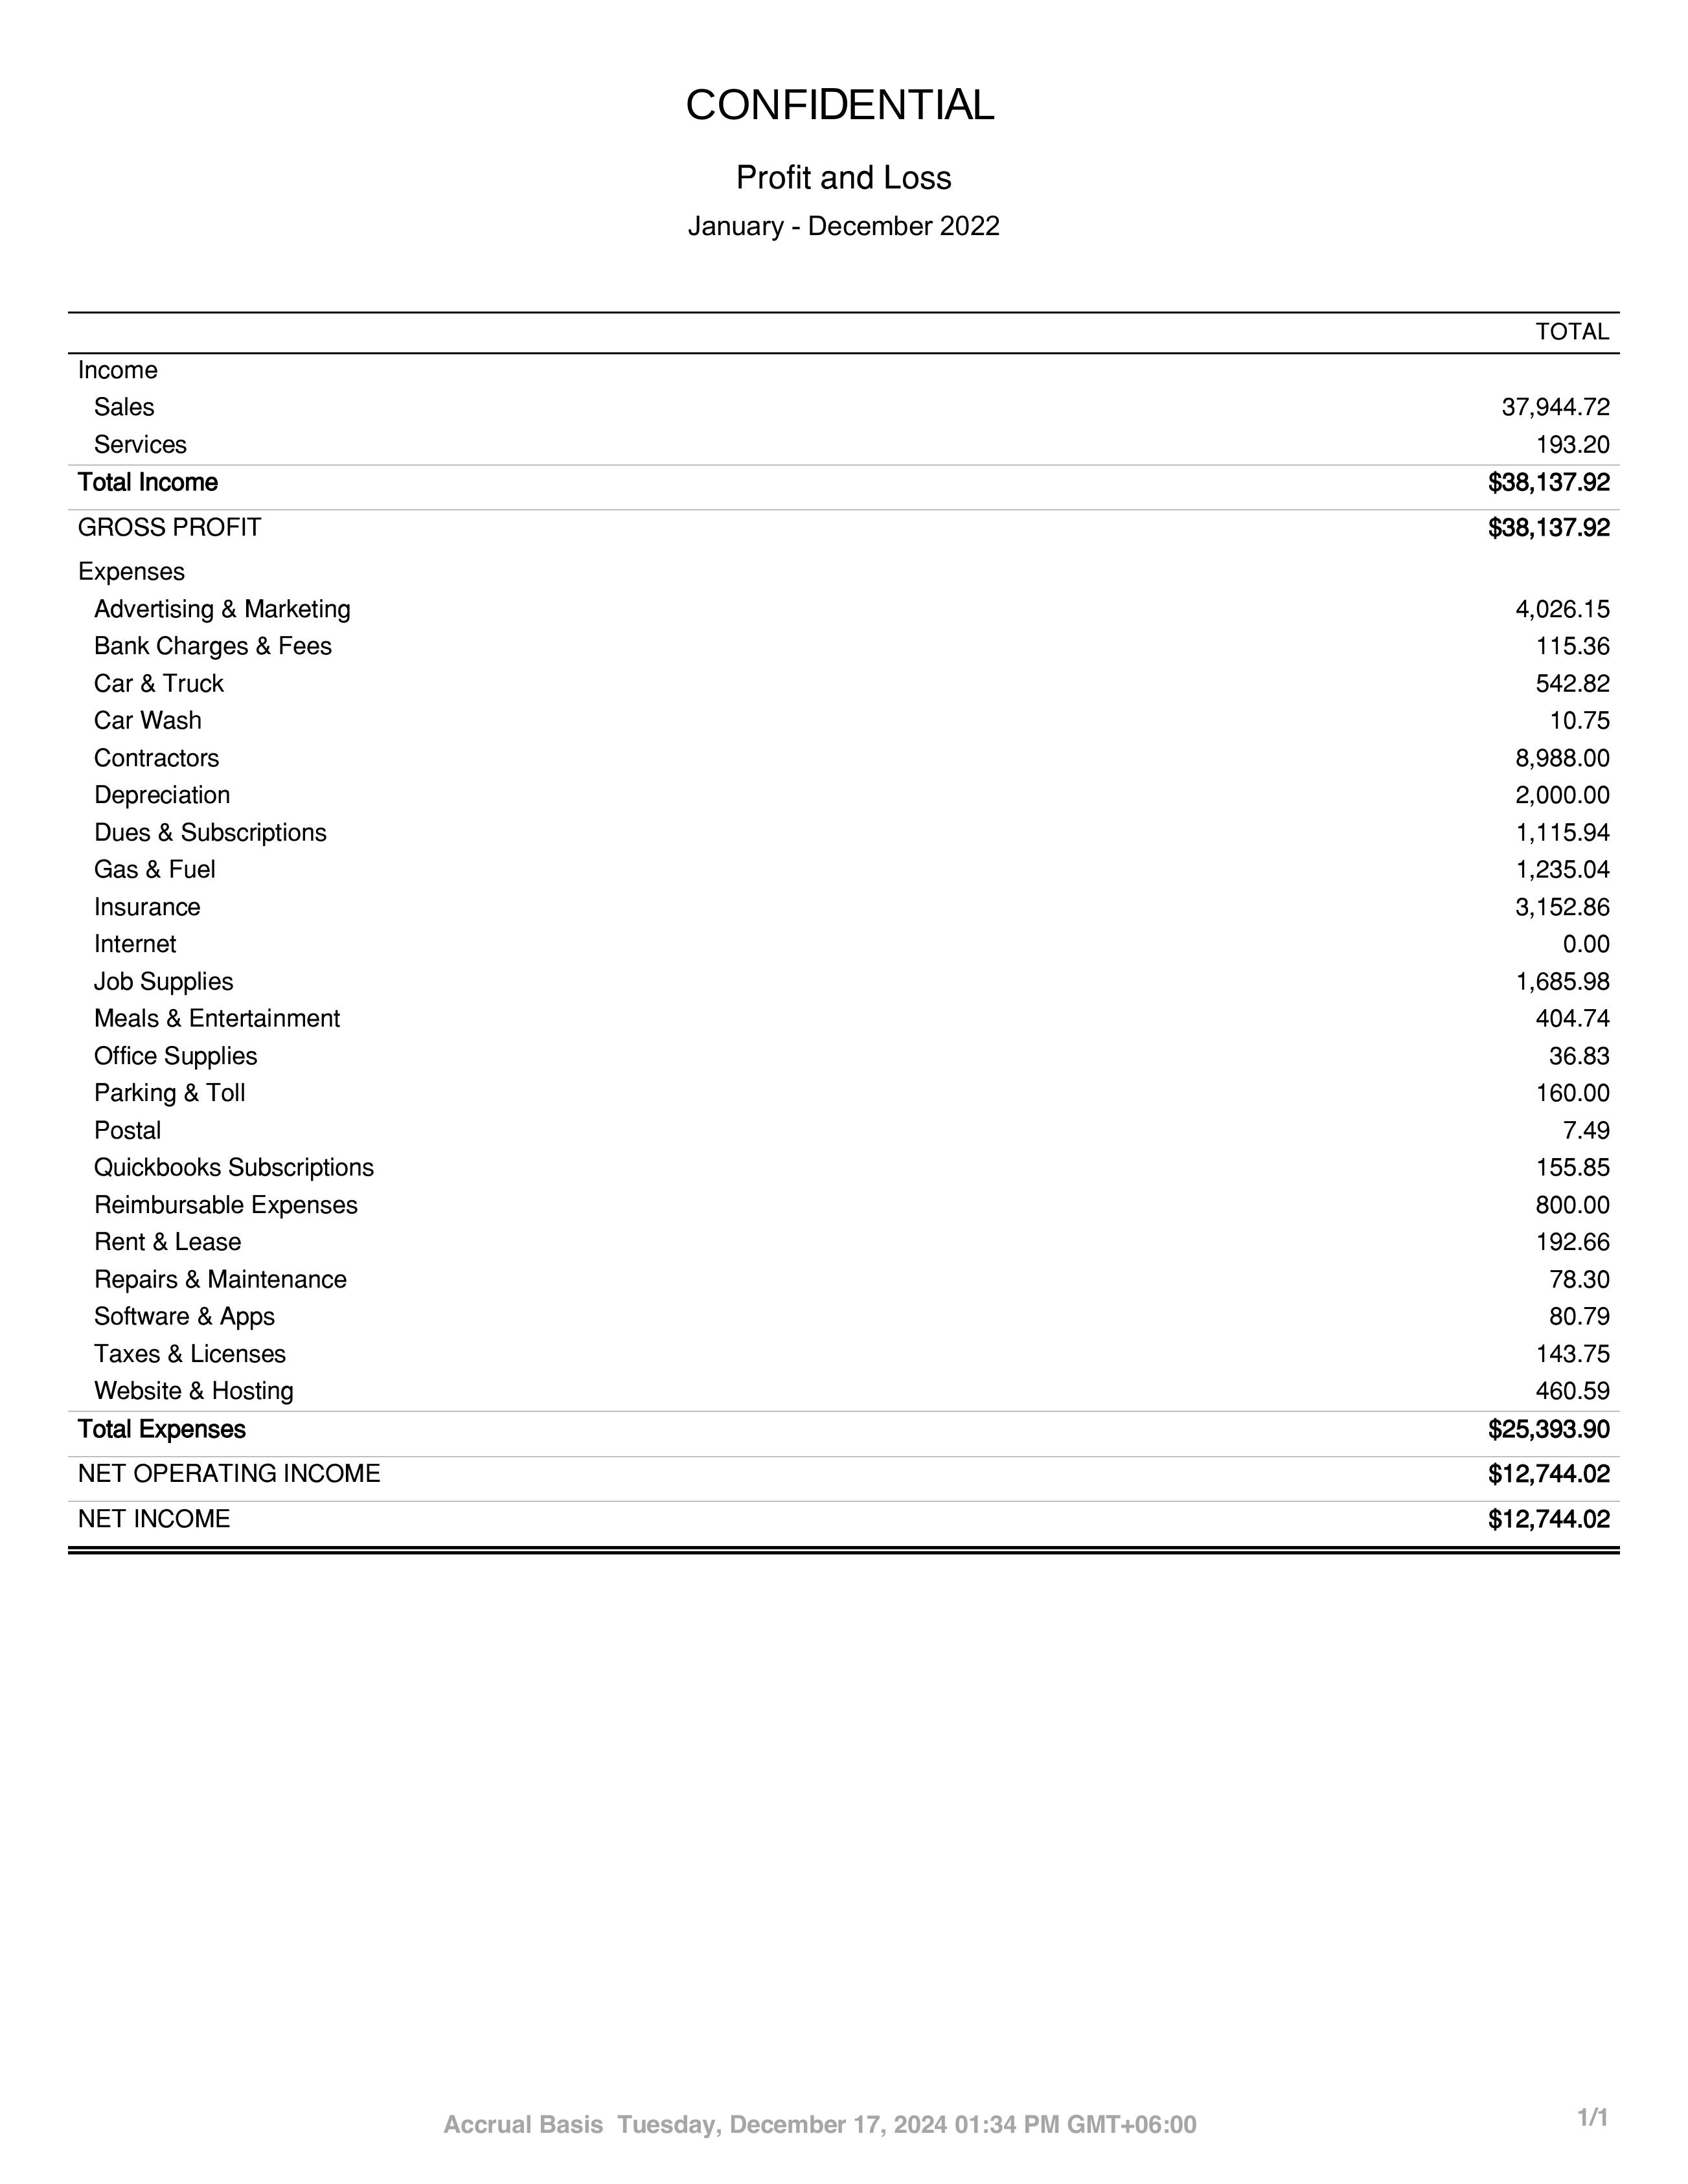 CONFIDENTIAL
Profit and Loss
January - December 2022
TOTAL
Income
Sales 37,944.72
Services 193.20
Total Income $38,137.92
GROSS PROFIT $38,137.92
Expenses
Advertising & Marketing 4,026.15
Bank Charges & Fees 115.36
Car & Truck 542.82
Car Wash 10.75
Contractors 8,988.00
Depreciation 2,000.00
Dues & Subscriptions 1,115.94
Gas & Fuel 1,235.04
Insurance 3,152.86
Internet 0.00
Job Supplies 1,685.98
Meals & Entertainment 404.74
Office Supplies 36.83
Parking & Toll 160.00
Postal 7.49
Quickbooks Subscriptions 155.85
Reimbursable Expenses 800.00
Rent & Lease 192.66
Repairs & Maintenance 78.30
Software & Apps 80.79
Taxes & Licenses 143.75
Website & Hosting 460.59
Total Expenses $25,393.90
NET OPERATING INCOME $12,744.02
NET INCOME $12,744.02
Accrual Basis  Tuesday, December 17, 2024 01:34 PM GMT+06:00 1/1